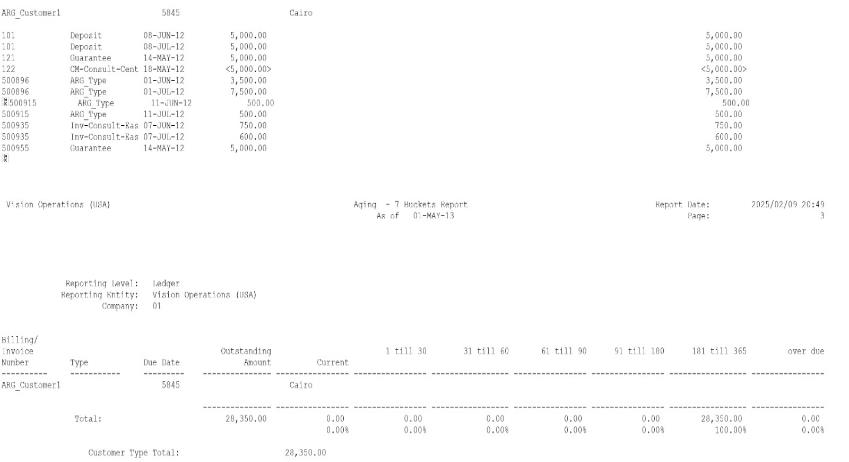 ARG_Customer1 5845 Cairo
101 Deposit 08-JUN-12 5,000.00 5,000.00
101 Deposit 08-JUL-12 5,000.00 5,000.00
121 Guarantee 14-MAY-12 5,000.00 5,000.00
122 CM-Consult-Cent 18-MAY-12 <5,000.00> <5,000.00>
500896 ARG_Type 01-JUN-12 3,500.00 3,500.00
500896 ARG_Type 01-JUL-12 7,500.00 7,500.00
500915 ARG_Type 11-JUN-12 500.00 500.00
500915 ARG_Type 11-JUL-12 500.00 500.00
500935 Inv-Consult-Eas 07-JUN-12 750.00 750.00
500935 Inv-Consult-Eas 07-JUL-12 600.00 600.00
500955 Guarantee 14-MAY-12 5,000.00 5,000.00
Vision Operations (USA) Aging - 7 Buckets Report Report Date: 2025/02/09 20:49
As of 01-MAY-13 Page: 3
Reporting Level: Ledger
Reporting Entity: Vision Operations (USA)
Company: 01
Billing/
Invoice Outstanding 1 till 30 31 till 60 61 till 90 91 till 180 181 till 365 over due
Number Type Due Date Amount Current
ARG_Customer1 5845 Cairo
Total: 28,350.00 0.00 0.00 0.00 0.00 0.00 28,350.00 0.00
0.00% 0.00% 0.00% 0.00% 0.00% 100.00% 0.00%
Customer Type Total: 28,350.00